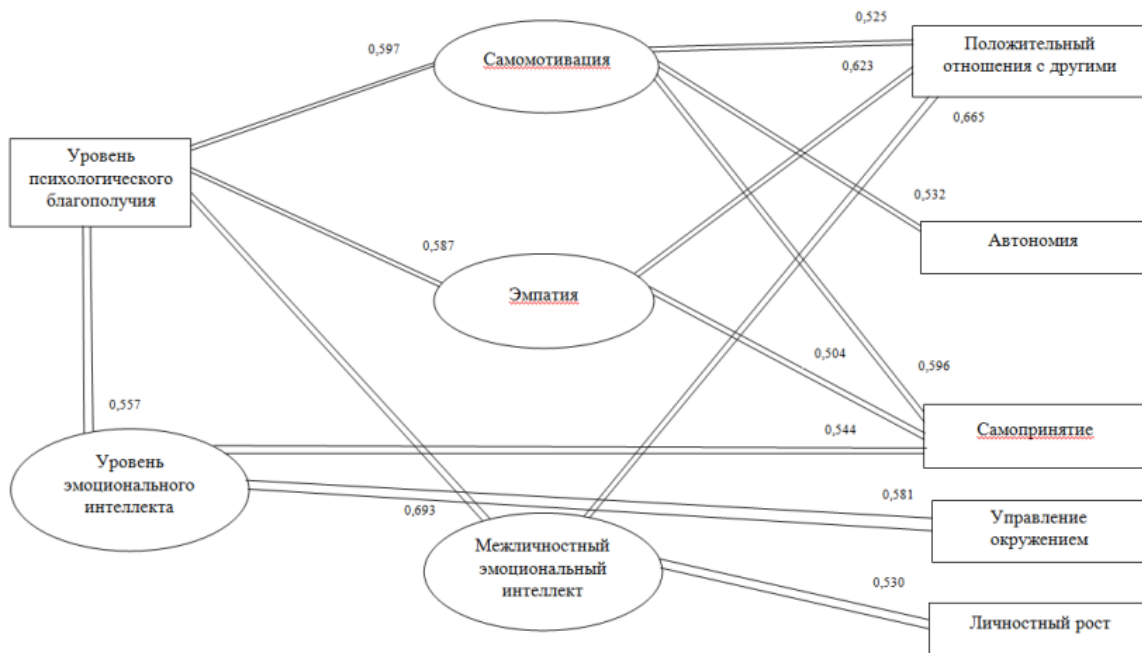 0,525
0,597
Самомотивация
Положительный
отношения с другими
0,623
0,665
Уровень
психологического
благополучия
0,532
Автономия
0,587
Эмпатия
0,504
0,596
0,557
0,544
Самопринятие
Уровень
эмоционального
интеллекта
0,693
0,581
Управление
окружением
Межличностный
эмоциональный
интеллект
0,530
Личностный рост